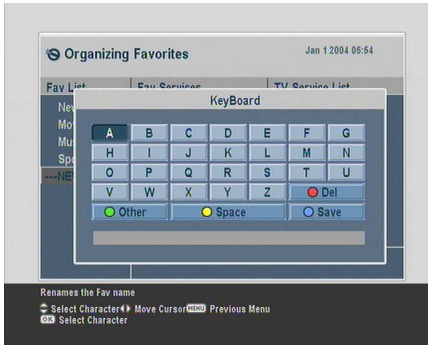 Organizing Favorites
Jan 1 2004 05:54
Fav List Fav Services TV Service List
KeyBoard
A B C D E F G
H I J K L M N
O P Q R S T U
V W X Y Z Del
Other Space Save
Renames the Fav name
Select Character Move Cursor MENU Previous Menu
OK Select Character